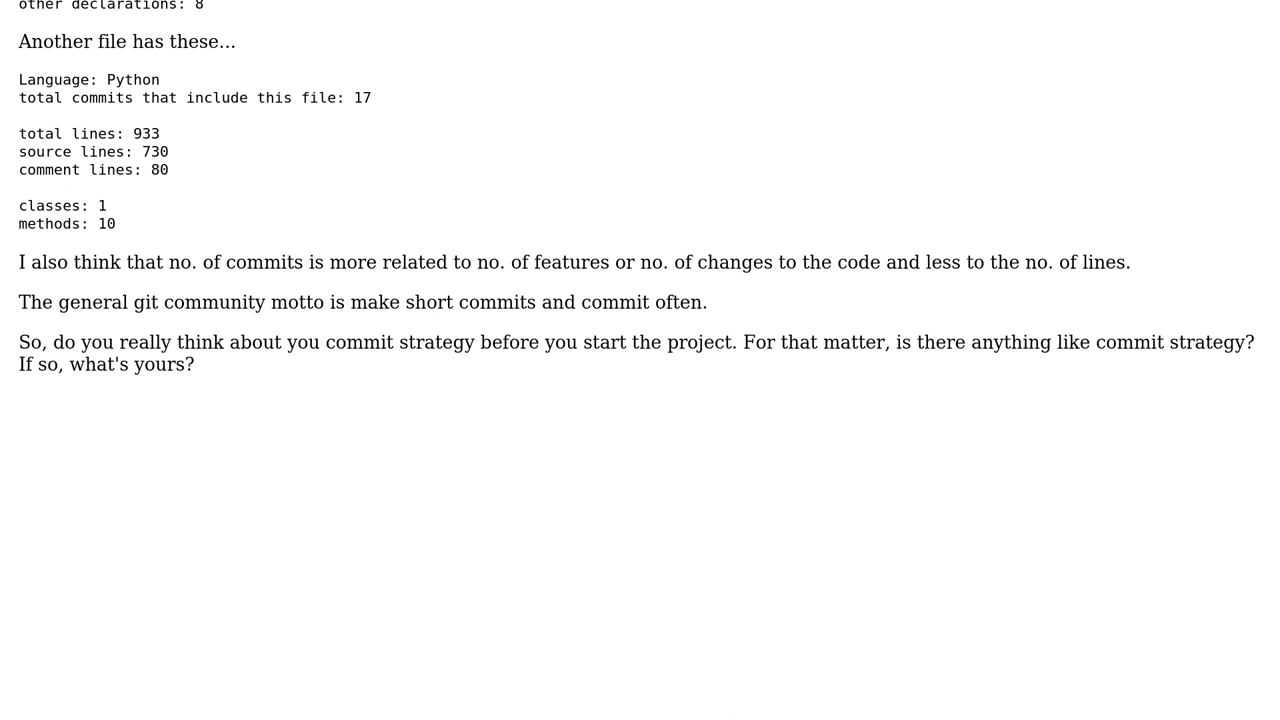 other declarations: 8
Another file has these...
Language: Python
total commits that include this file: 17
total lines: 933
source lines: 730
comment lines: 80
classes: 1
methods: 10
I also think that no. of commits is more related to no. of features or no. of changes to the code and less to the no. of lines.
The general git community motto is make short commits and commit often.
So, do you really think about you commit strategy before you start the project. For that matter, is there anything like commit strategy?
If so, what's yours?